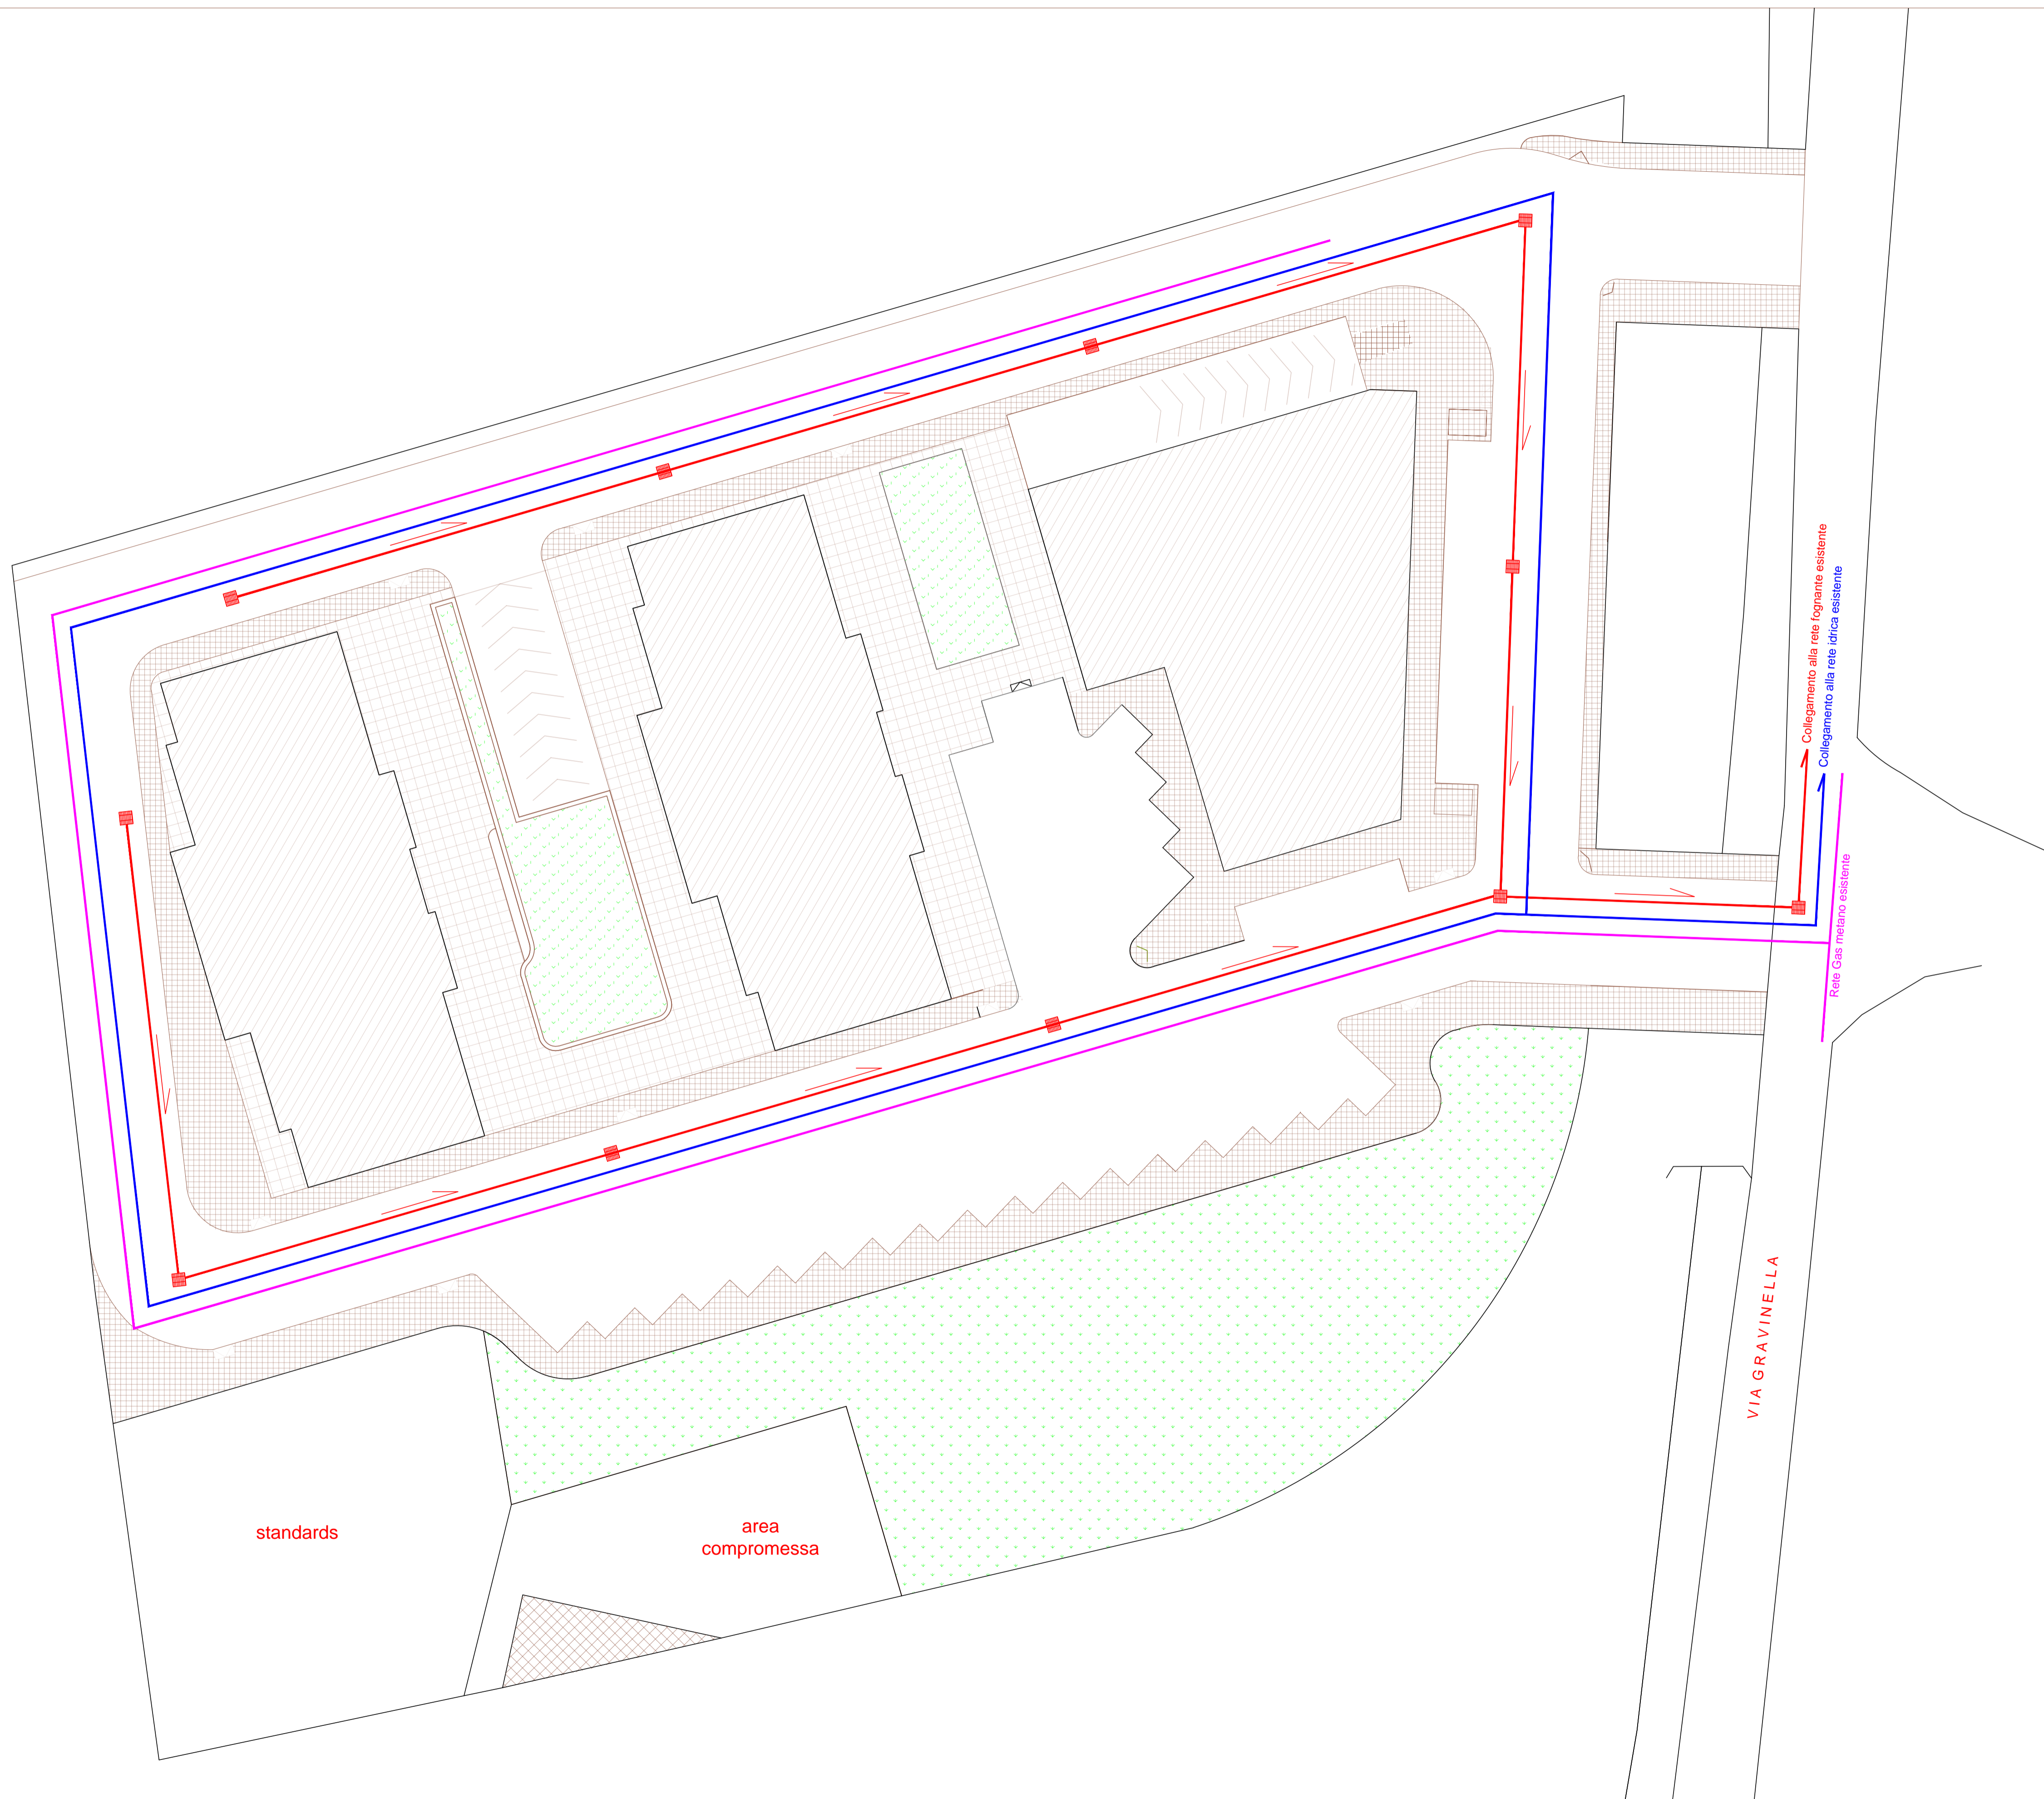 Collegamento alla rete fognante esistente
Collegamento alla rete idrica esistente
Rete Gas metano esistente
VIA GRAVINELLA
standards
area
compromessa